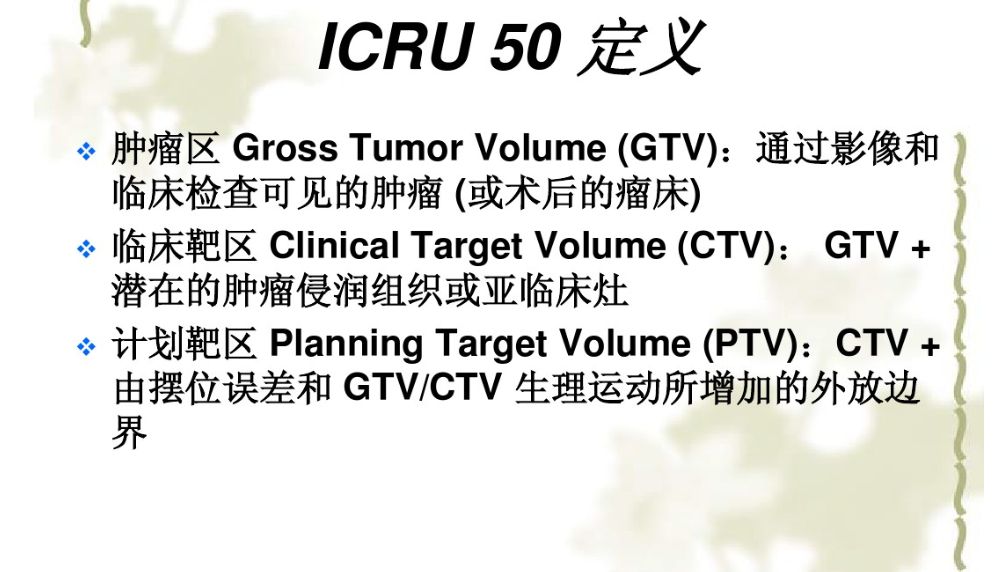 ICRU 50 定义
肿瘤区 Gross Tumor Volume (GTV)：通过影像和
临床检查可见的肿瘤 (或术后的瘤床)
临床靶区 Clinical Target Volume (CTV)： GTV +
潜在的肿瘤侵润组织或亚临床灶
计划靶区 Planning Target Volume (PTV)：CTV +
由摆位误差和 GTV/CTV 生理运动所增加的外放边
界